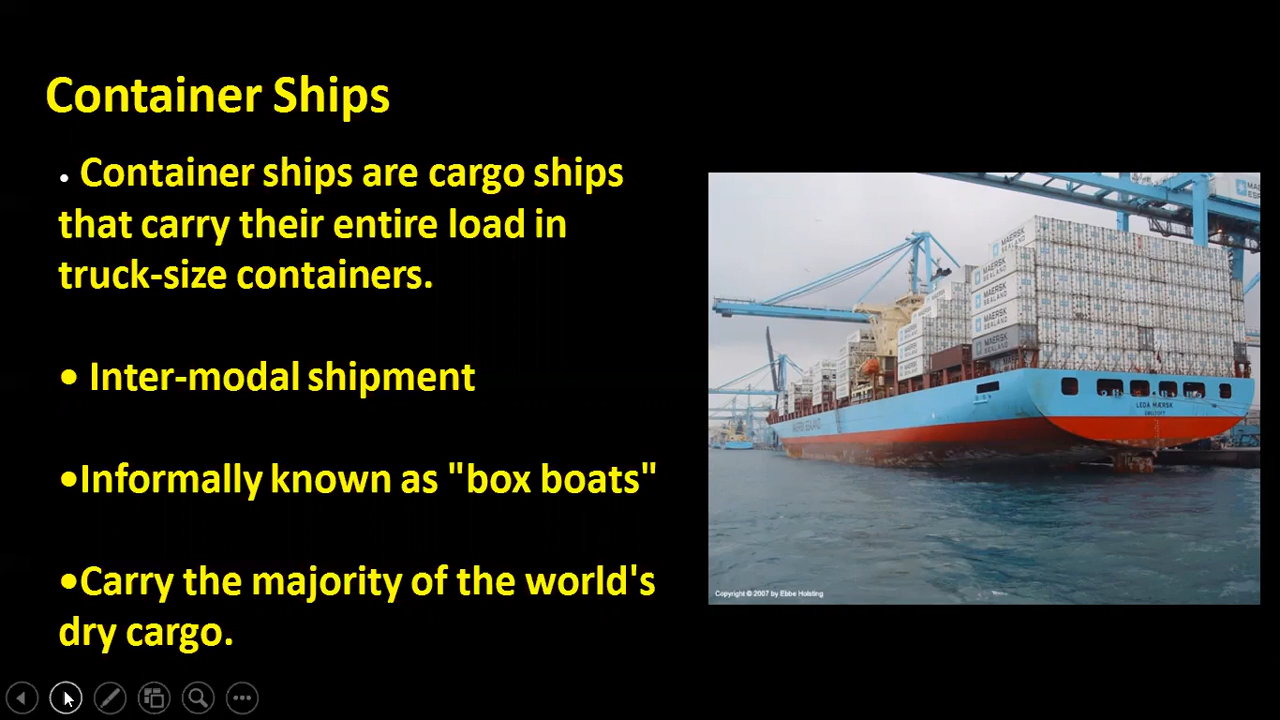 Container Ships
• Container ships are cargo ships
that carry their entire load in
truck-size containers.
• Inter-modal shipment
•Informally known as "box boats"
•Carry the majority of the world's
dry cargo.
MAERSK
SEALAND
MAERSK
SEALAND
MAERSK
SEALAND
MAERSK
SEALAND
LEDA MÆRSK
Copyright © 2007 by Ebbe Holsting